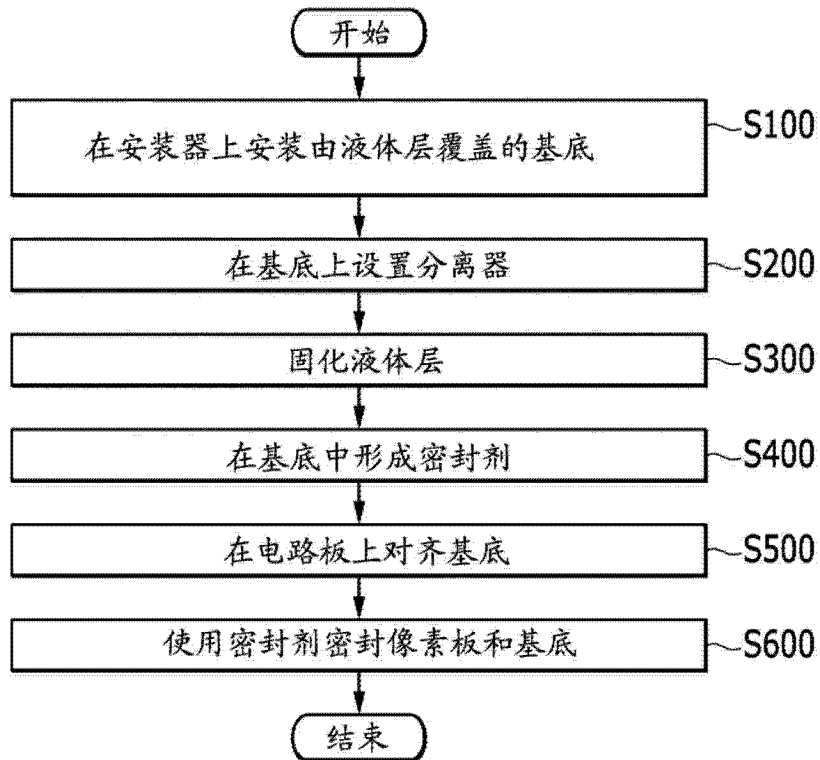 开始
在安装器上安装由液体层覆盖的基底 S100
在基底上设置分离器 S200
固化液体层 S300
在基底中形成密封剂 S400
在电路板上对齐基底 S500
使用密封剂密封像素板和基底 S600
结束